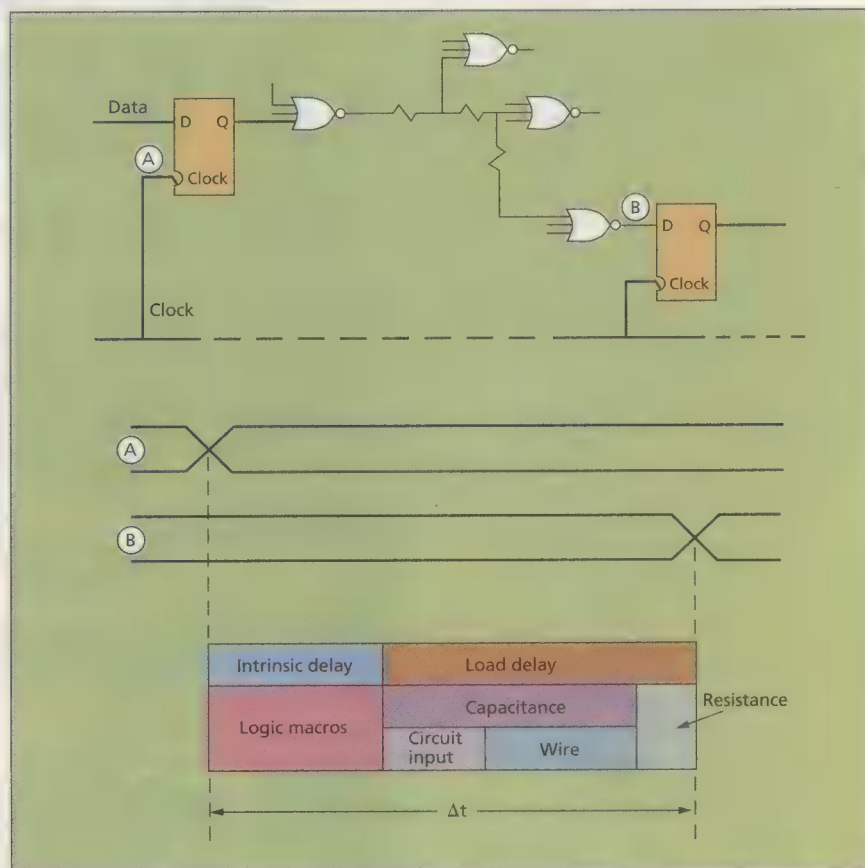 Data
D Q
A
Clock
B
D Q
Clock
Clock
A
B
Intrinsic delay Load delay
Logic macros Capacitance Resistance
Circuit input Wire
Δt